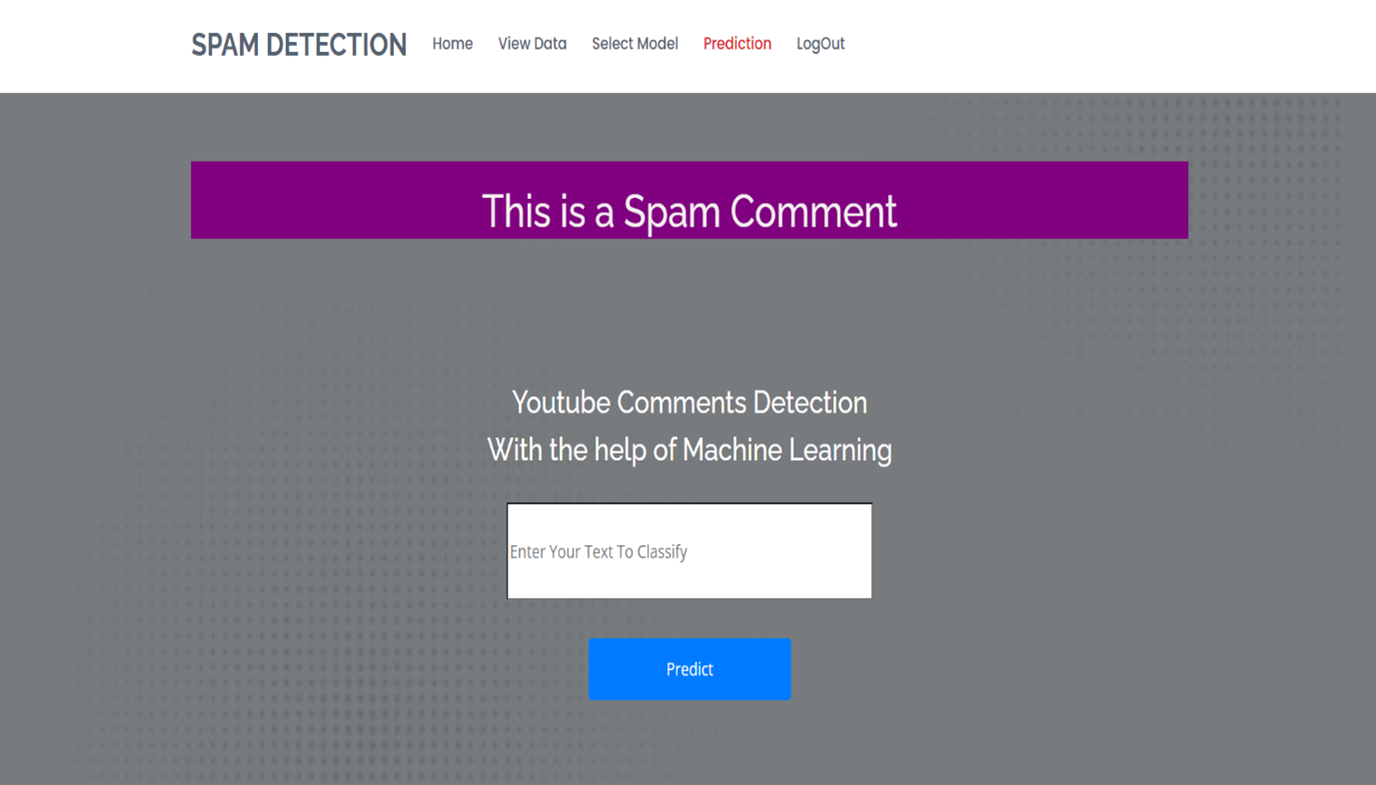 SPAM DETECTION Home View Data Select Model Prediction LogOut
This is a Spam Comment
Youtube Comments Detection
With the help of Machine Learning
Enter Your Text To Classify
Predict